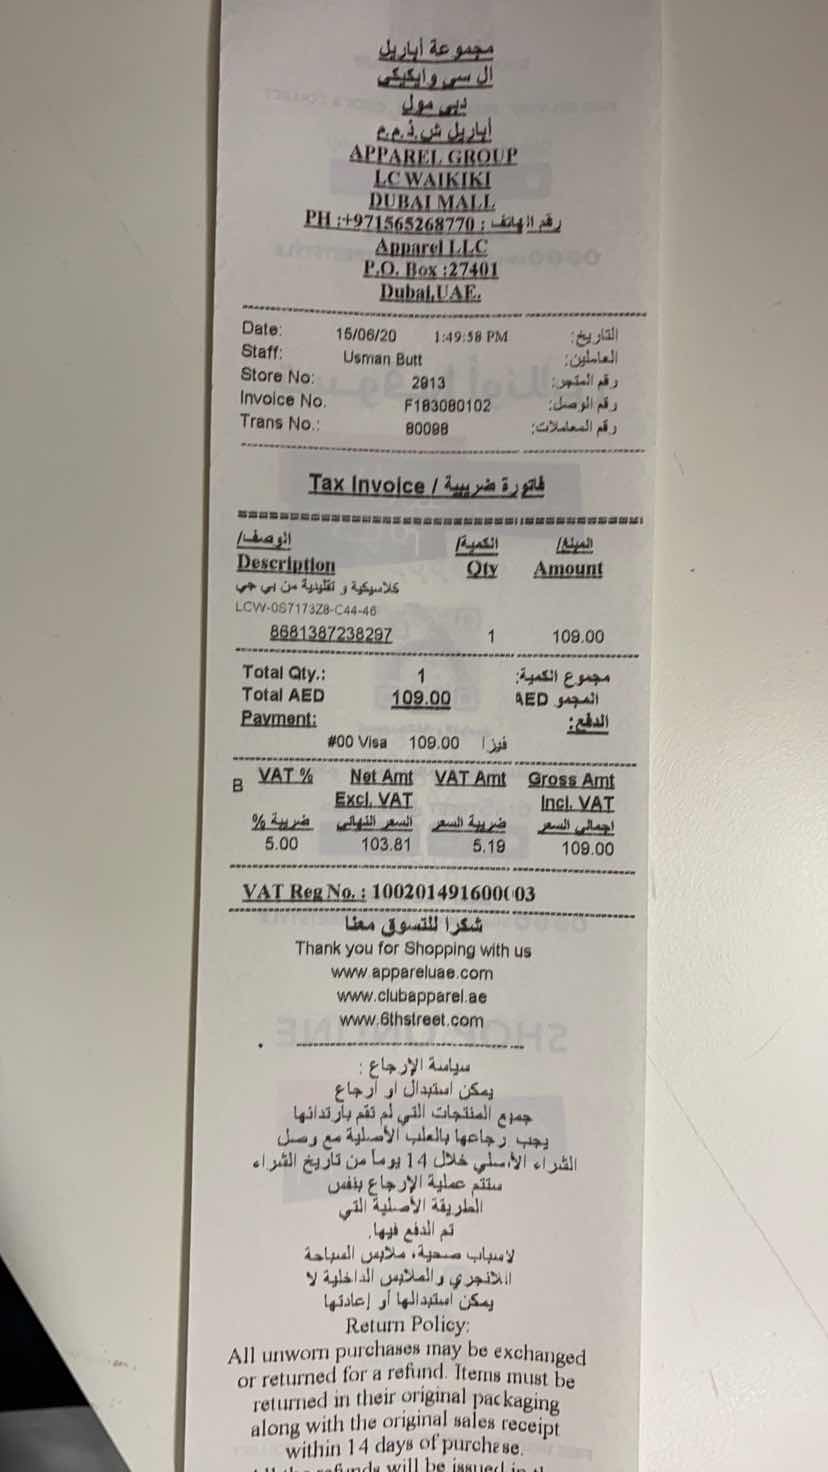 مجموعة أباريل
ال سي وايكيكي
دبي مول
أباريل ش.ذ.م.م
APPAREL GROUP
LC WAIKIKI
DUBAI MALL
PH :+971565268770 : رقم الهاتف
Apparel LLC
P.O. Box :27401
Dubai,UAE.
Date: 15/06/20 1:49:58 PM التاريخ:
Staff: Usman Butt العاملين:
Store No: 2913 رقم المتجر:
Invoice No. F183080102 رقم الوصل:
Trans No.: 80098 رقم المعاملات:
Tax Invoice / فاتورة ضريبية
الوصف/ الكمية/ المبلغ/
Description Qty Amount
كلاسيكية و تقليدية من بي جي
LCW-0S7173Z8-C44-46
8681387238297 1 109.00
Total Qty.: 1 مجموع الكمية:
Total AED 109.00 المجمو AED
Payment: الدفع:
#00 Visa 109.00 فيزا
B VAT % Net Amt VAT Amt Gross Amt
Excl. VAT Incl. VAT
ضريبة % السعر النهائي ضريبة السعر اجمالي السعر
5.00 103.81 5.19 109.00
VAT Reg No. : 100201491600003
شكرا للتسوق معنا
Thank you for Shopping with us
www.appareluae.com
www.clubapparel.ae
www.6thstreet.com
سياسة الإرجاع :
يمكن استبدال او ارجاع
جميع المنتجات التي لم تقم بارتدائها
يجب رجاعها بالعلب الأصلية مع وصل
الشراء الأصلي خلال 14 يوماً من تاريخ الشراء
ستتم عملية الإرجاع بنفس
الطريقة الأصلية التي
تم الدفع فيها.
لاسباب صحية، ملابس السباحة
اللانجري والملابس الداخلية لا
يمكن استبدالها أو إعادتها
Return Policy:
All unworn purchases may be exchanged
or returned for a refund. Items must be
returned in their original packaging
along with the original sales receipt
within 14 days of purchase.
will be issued in